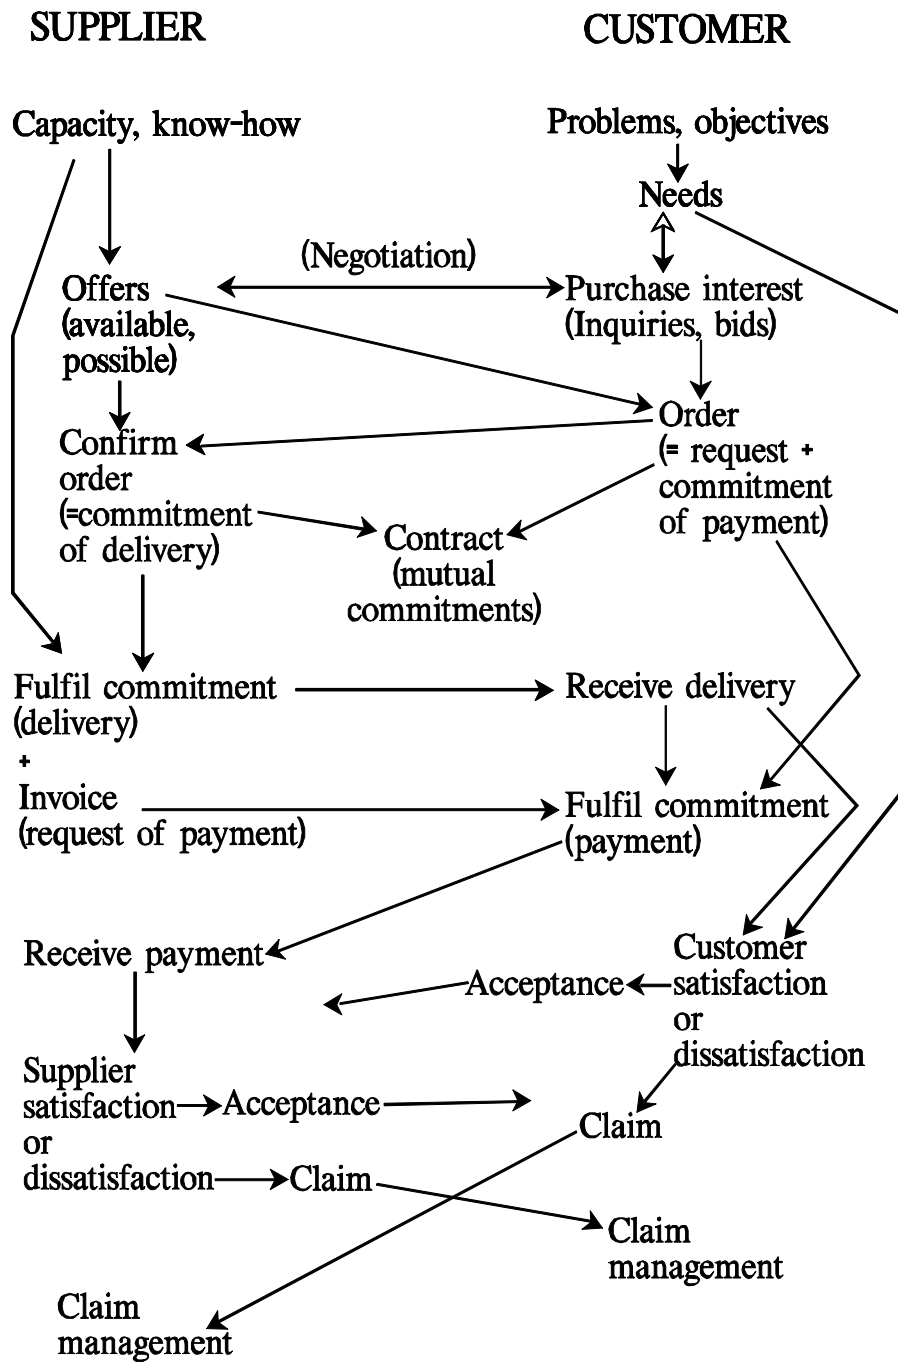 SUPPLIER
CUSTOMER
Capacity, know-how
Problems, objectives
Needs
(Negotiation)
Offers
(available,
possible)
Purchase interest
(Inquiries, bids)
Order
(= request +
commitment
of payment)
Confirm
order
(=commitment
of delivery)
Contract
(mutual
commitments)
Fulfil commitment
(delivery)
+
Invoice
(request of payment)
Receive delivery
Fulfil commitment
(payment)
Receive payment
Customer
satisfaction
or
dissatisfaction
Acceptance
Supplier
satisfaction
or
dissatisfaction
Acceptance
Claim
Claim
Claim
management
Claim
management